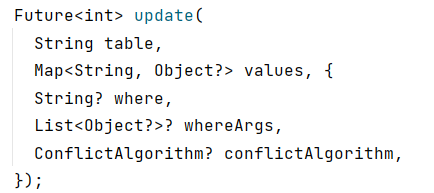 Future<int> update(
  String table,
  Map<String, Object?> values, {
  String? where,
  List<Object?>? whereArgs,
  ConflictAlgorithm? conflictAlgorithm,
});